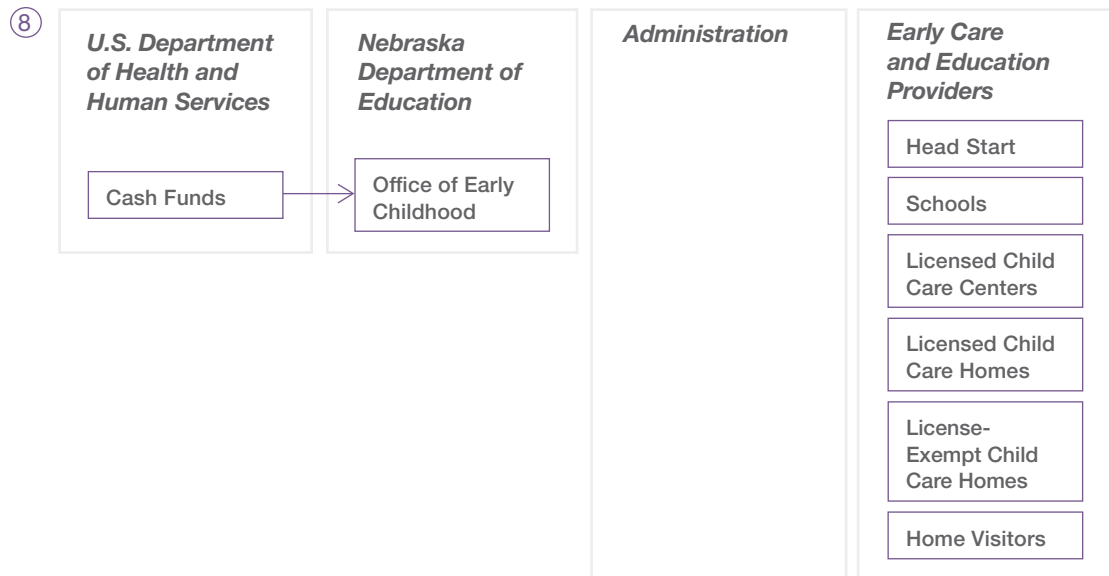 8
U.S. Department
of Health and
Human Services
Cash Funds
Nebraska
Department of
Education
Office of Early
Childhood
Administration
Early Care
and Education
Providers
Head Start
Schools
Licensed Child
Care Centers
Licensed Child
Care Homes
License-
Exempt Child
Care Homes
Home Visitors